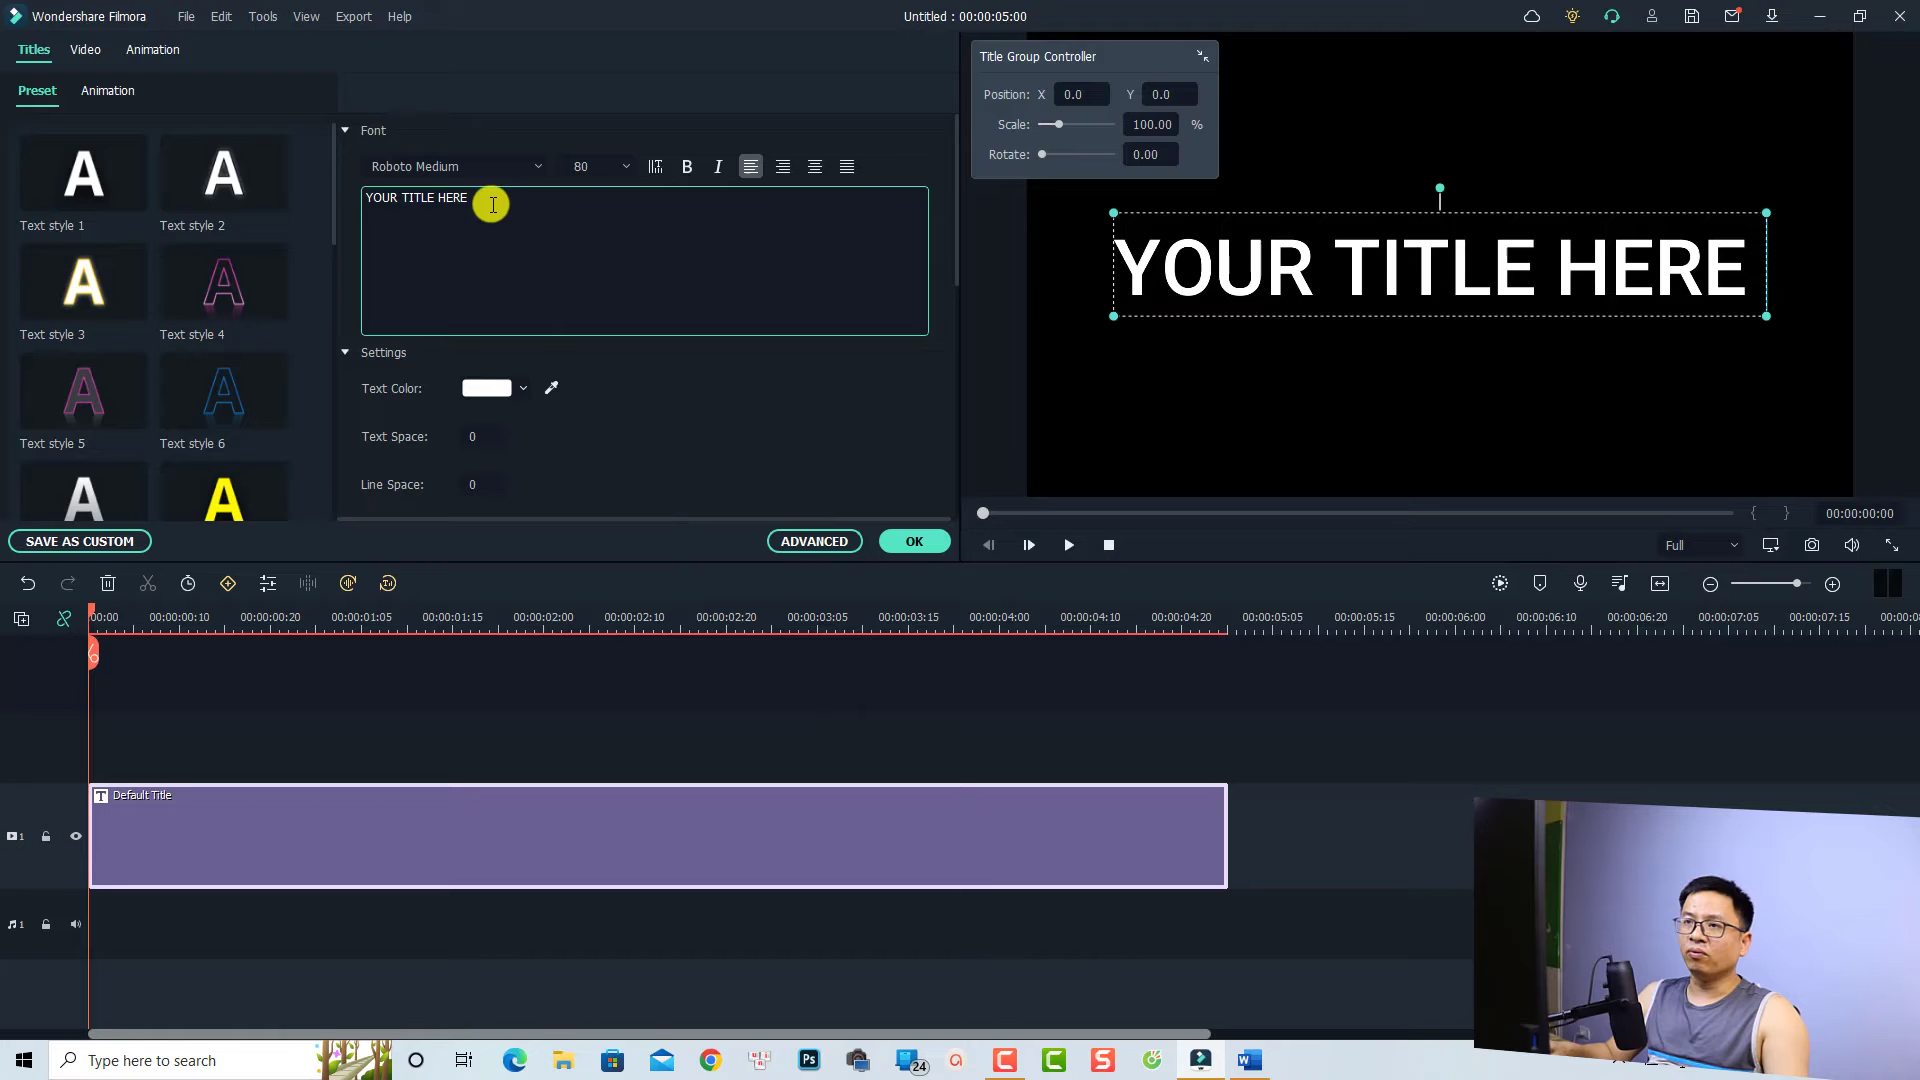 Wondershare Filmora
File
Edit
Tools
View
Export
Help
Untitled : 00:00:05:00
Titles
Video
Animation
Preset
Animation
A
A
Text style 1
Text style 2
A
A
Text style 3
Text style 4
A
A
Text style 5
Text style 6
A
A
Font
Roboto Medium
80
B
I
YOUR TITLE HERE
Settings
Text Color:
Text Space:
0
Line Space:
0
SAVE AS CUSTOM
ADVANCED
OK
Title Group Controller
Position:
X
0.0
Y
0.0
Scale:
100.00
%
Rotate:
0.00
YOUR TITLE HERE
{
}
00:00:00:00
Full
00:00
00:00:00:10
00:00:00:20
00:00:01:05
00:00:01:15
00:00:02:00
00:00:02:10
00:00:02:20
00:00:03:05
00:00:03:15
00:00:04:00
00:00:04:10
00:00:04:20
00:00:05:05
00:00:05:15
00:00:06:00
00:00:06:10
00:00:06:20
00:00:07:05
00:00:07:15
00:00:0
T
Default Title
1
1
Type here to search
Ps
24
C
C
S
W